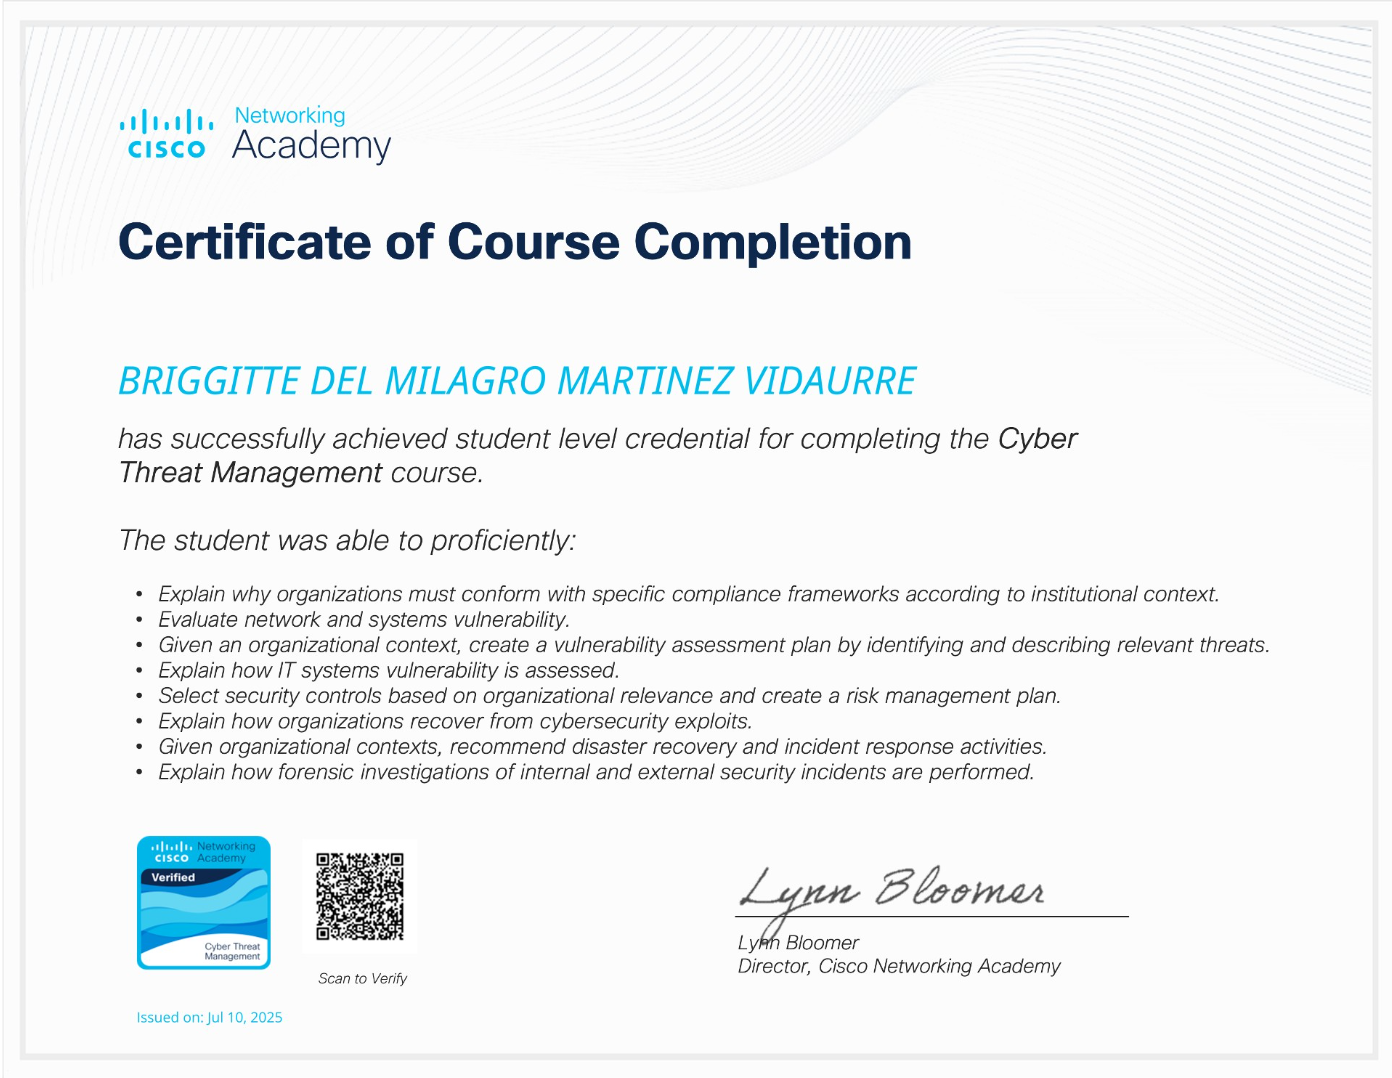 Networking
CISCO Academy
Certificate of Course Completion
BRIGGITTE DEL MILAGRO MARTINEZ VIDAURRE
has successfully achieved student level credential for completing the Cyber
Threat Management course.
The student was able to proficiently:
• Explain why organizations must conform with specific compliance frameworks according to institutional context.
• Evaluate network and systems vulnerability.
• Given an organizational context, create a vulnerability assessment plan by identifying and describing relevant threats.
• Explain how IT systems vulnerability is assessed.
• Select security controls based on organizational relevance and create a risk management plan.
• Explain how organizations recover from cybersecurity exploits.
• Given organizational contexts, recommend disaster recovery and incident response activities.
• Explain how forensic investigations of internal and external security incidents are performed.
Networking
CISCO Academy
Verified
Cyber Threat
Management
Scan to Verify
Issued on: Jul 10, 2025
Lynn Bloomer
Lynn Bloomer
Director, Cisco Networking Academy